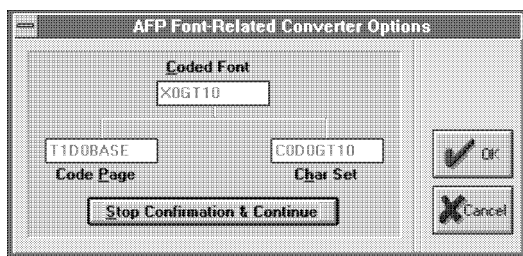 AFP Font-Related Converter Options
Coded Font
X0GT10
T1D0BASE
C0D0GT10
Code Page
Char Set
OK
Stop Confirmation & Continue
Cancel